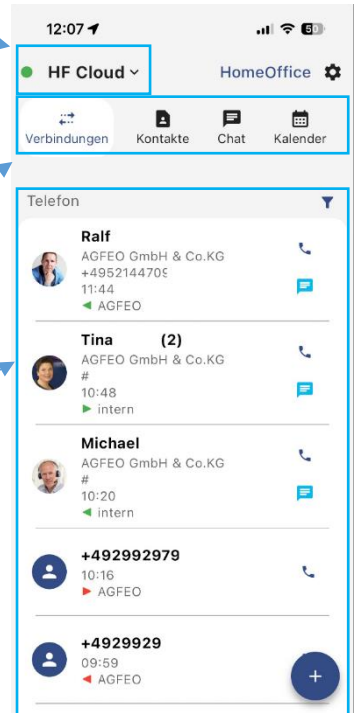 12:07
50
HF Cloud
HomeOffice
Verbindungen Kontakte Chat Kalender
Telefon
Ralf
AGFEO GmbH & Co.KG
+495214470S
11:44
AGFEO
Tina (2)
AGFEO GmbH & Co.KG
#
10:48
intern
Michael
AGFEO GmbH & Co.KG
#
10:20
intern
+492992979
10:16
AGFEO
+4929929
09:59
AGFEO
+